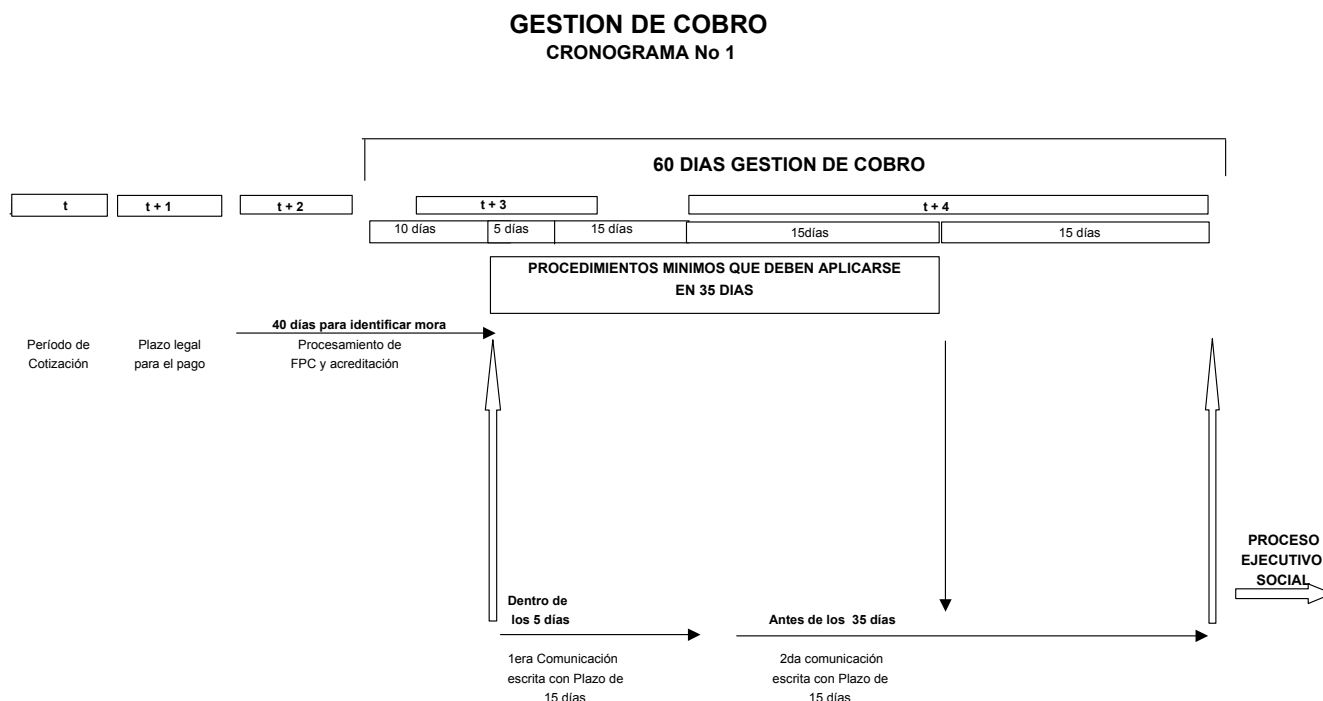 GESTION DE COBRO
CRONOGRAMA No 1
60 DIAS GESTION DE COBRO
t
t + 1
t + 2
t + 3
t + 4
10 días
5 días
15 días
15días
15 días
PROCEDIMIENTOS MINIMOS QUE DEBEN APLICARSE
EN 35 DIAS
40 días para identificar mora
Período de
Cotización
Plazo legal
para el pago
Procesamiento de
FPC y acreditación
PROCESO
EJECUTIVO
SOCIAL
Dentro de
los 5 días
Antes de los 35 días
1era Comunicación
escrita con Plazo de
15 días
2da comunicación
escrita con Plazo de
15 días